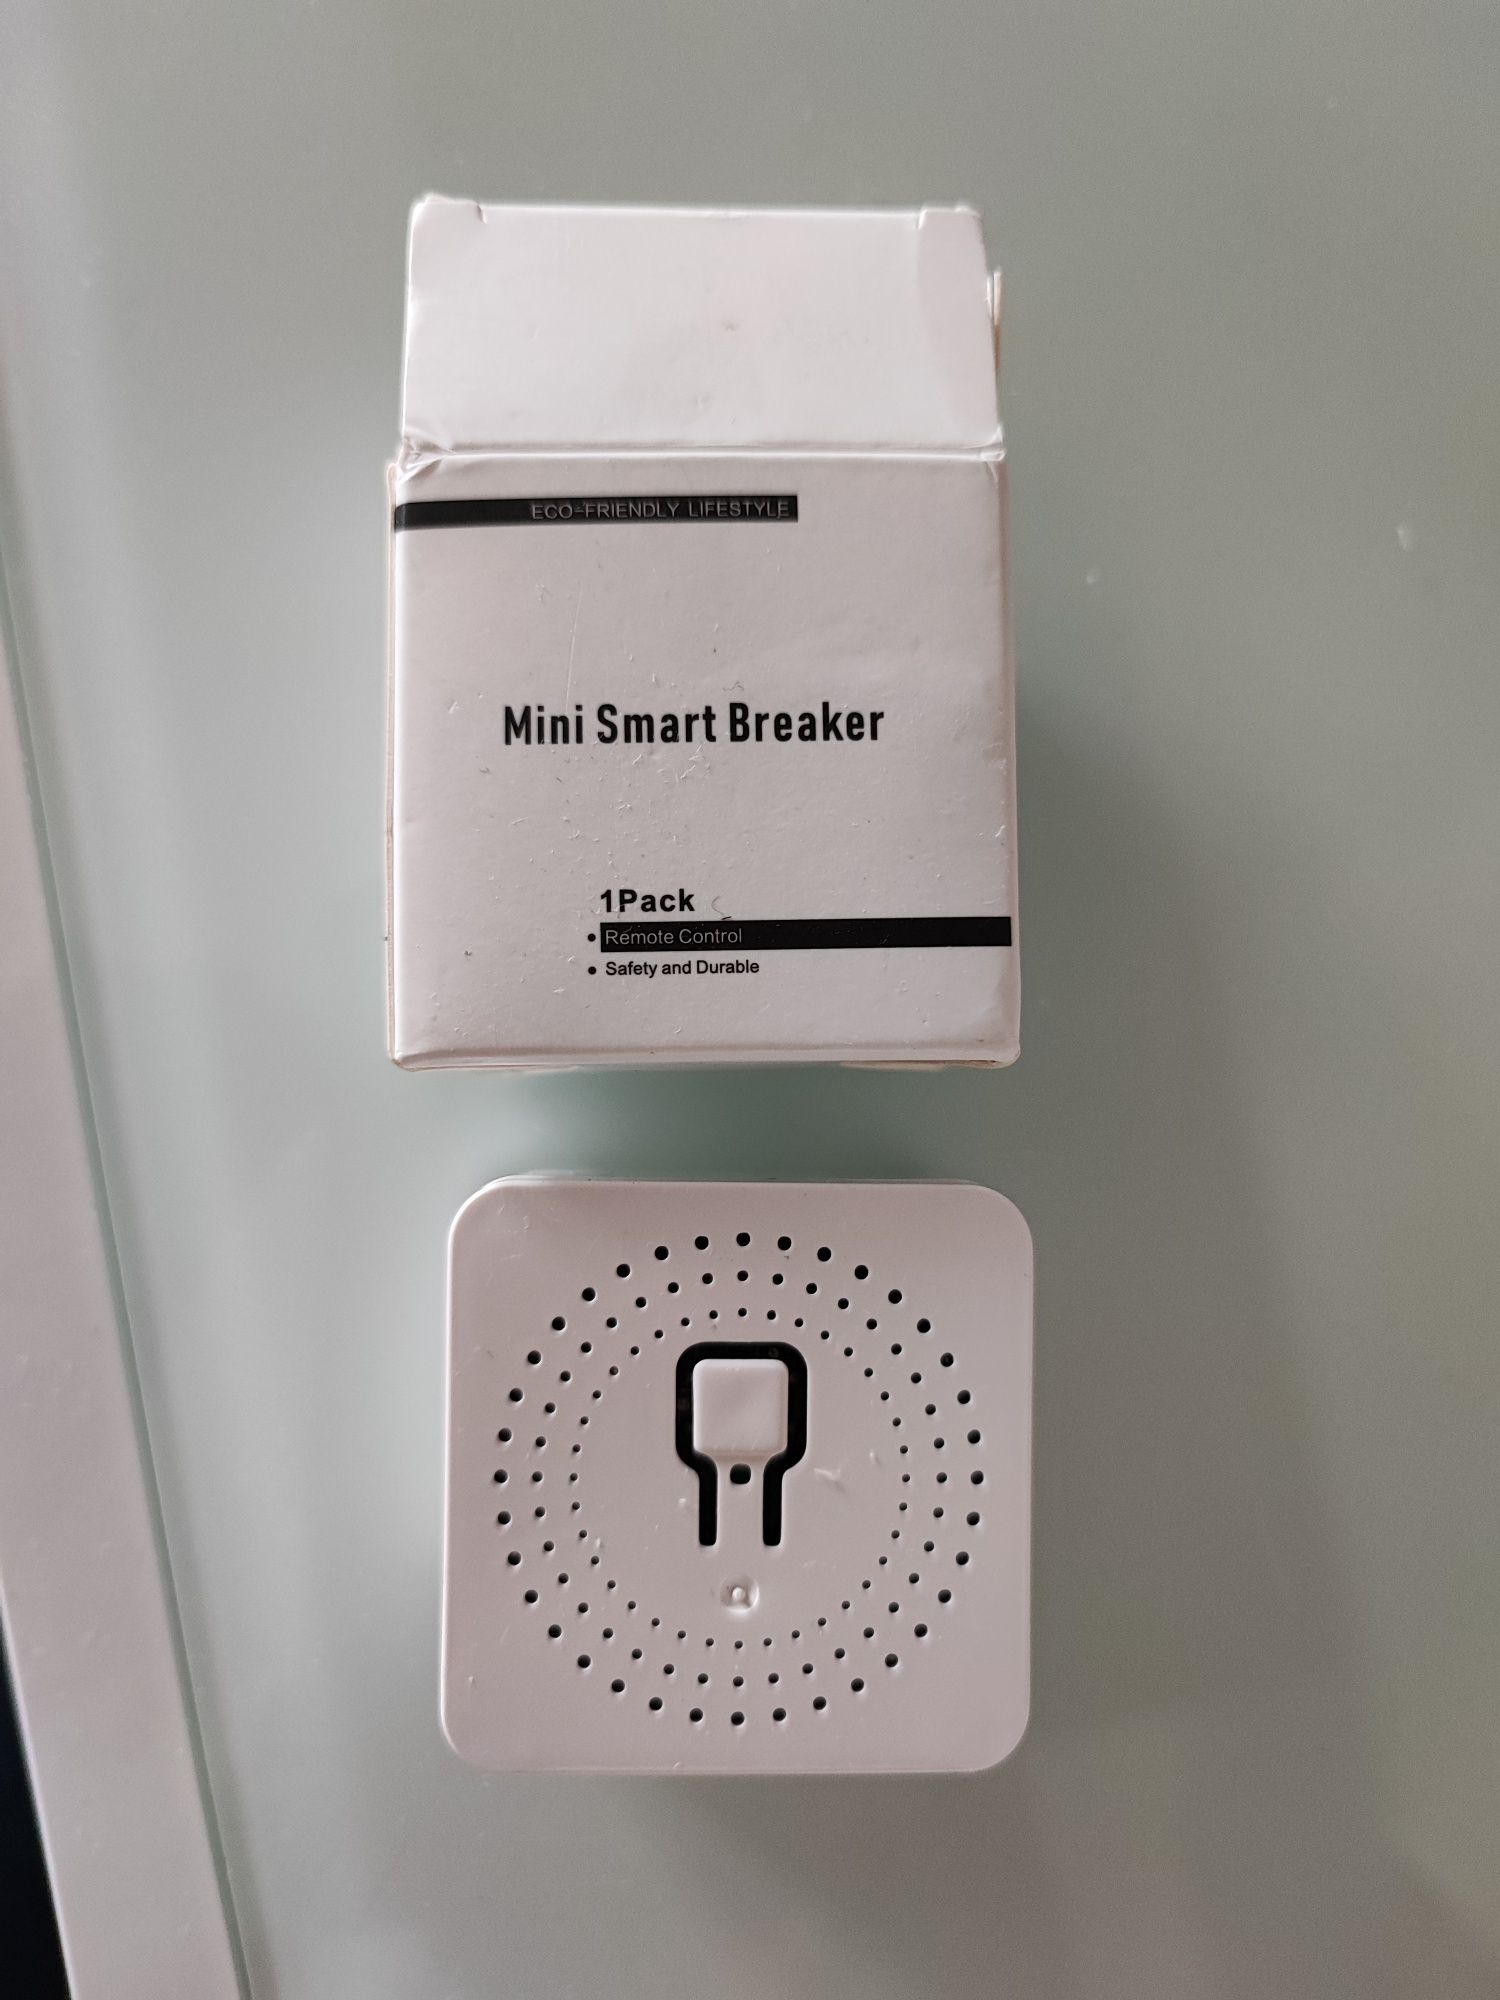 ECO-FRIENDLY LIFESTYLE
Mini Smart Breaker
1Pack
• Remote Control
• Safety and Durable